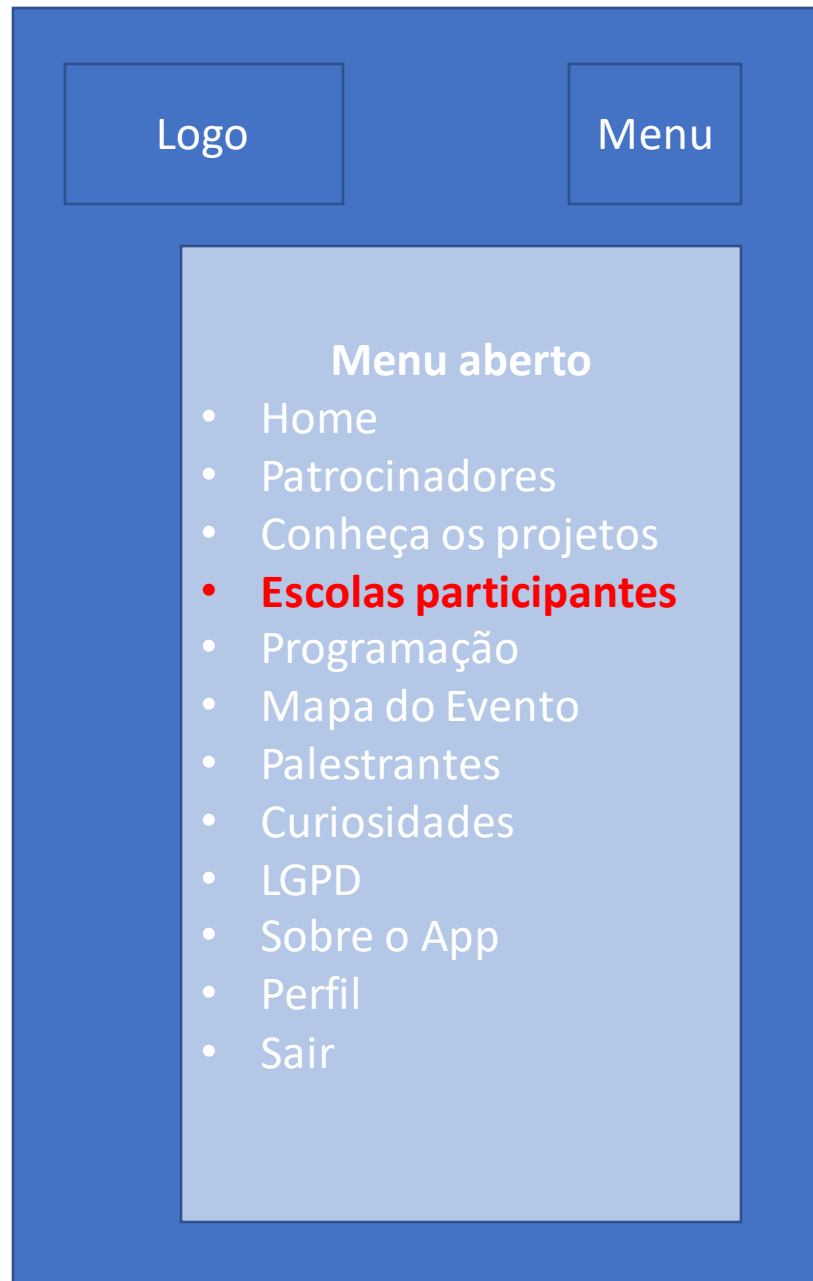 Logo
Menu
Menu aberto
• Home
• Patrocinadores
• Conheça os projetos
• Escolas participantes
• Programação
• Mapa do Evento
• Palestrantes
• Curiosidades
• LGPD
• Sobre o App
• Perfil
• Sair